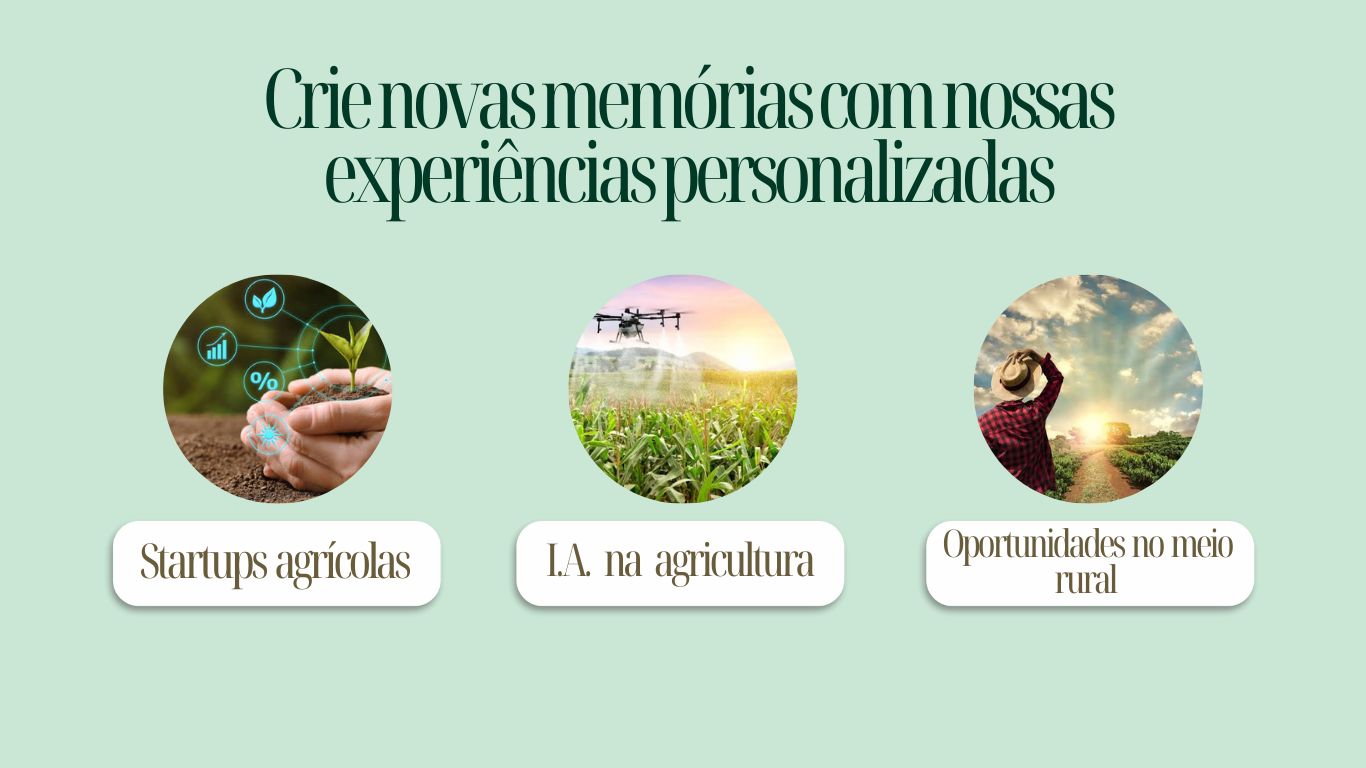 Crie novas memórias com nossas
experiências personalizadas
%
Startups agrícolas
I.A. na agricultura
Oportunidades no meio
rural